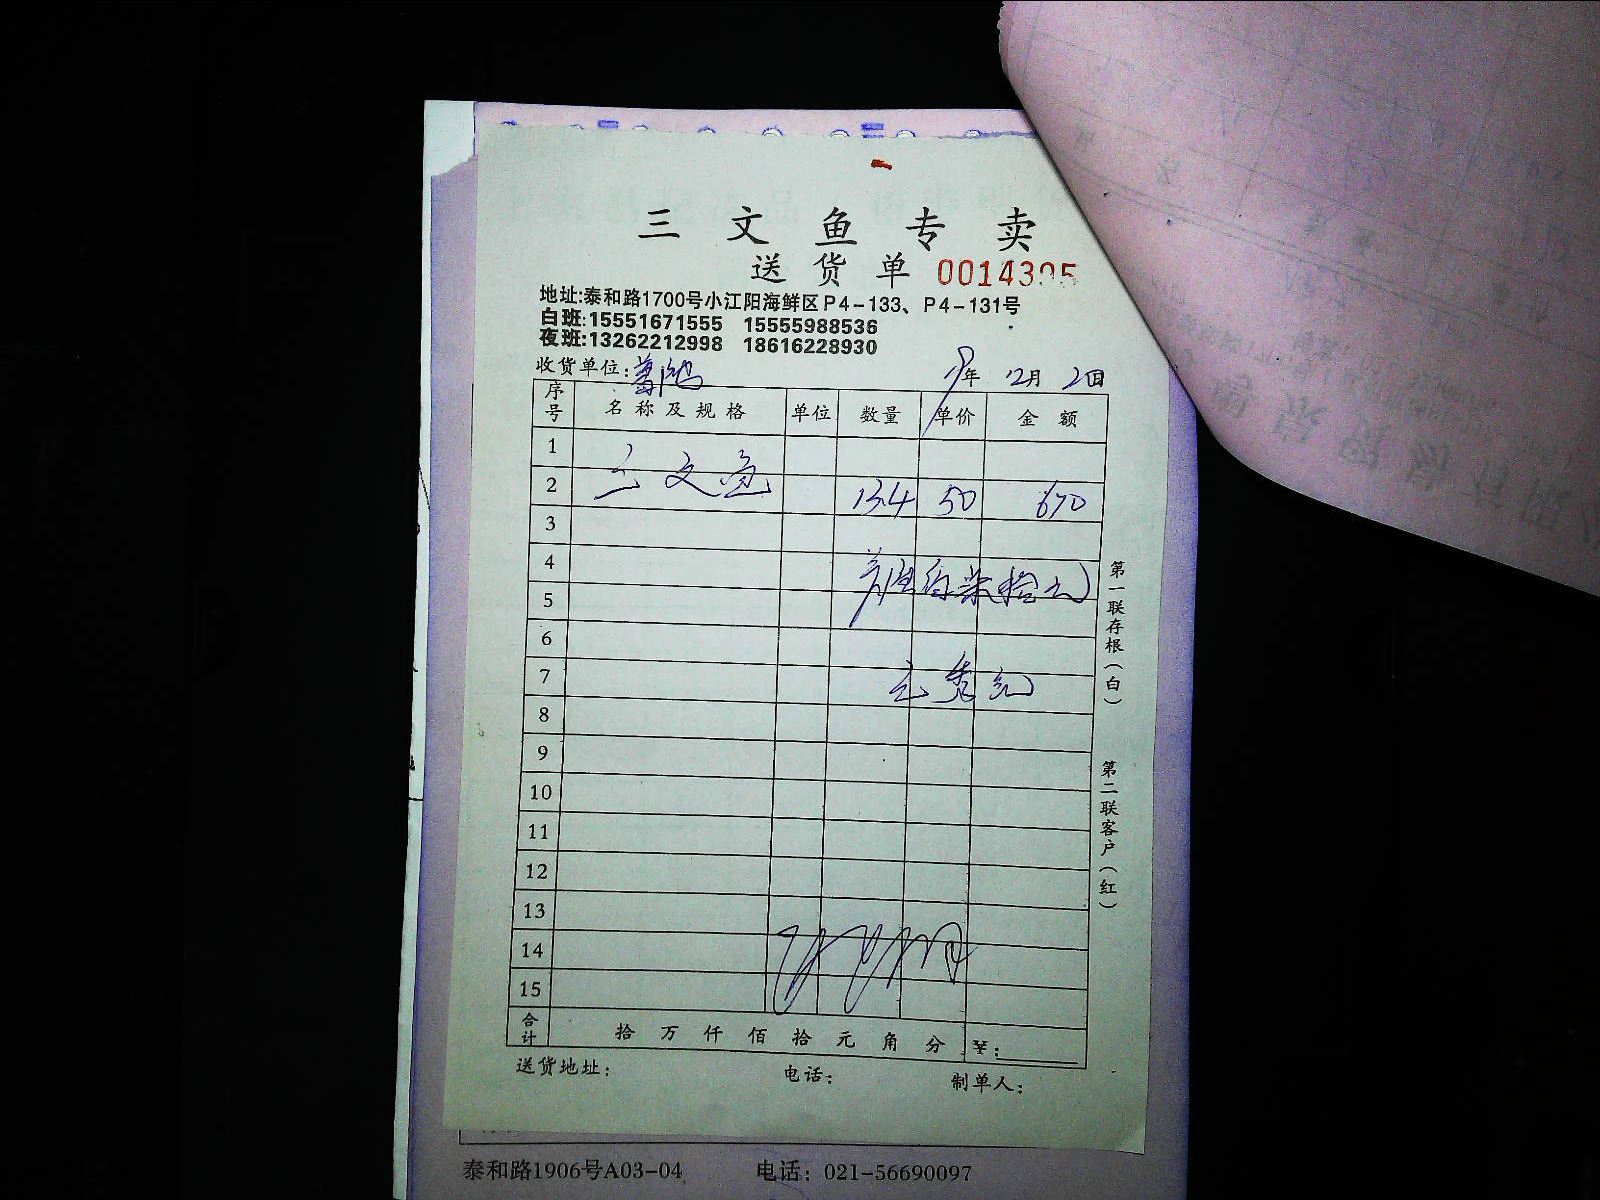 三文鱼专卖
送货单 0014395
地址:泰和路1700号小江阳海鲜区P4-133、P4-131号
白班:15551671555 15555988536
夜班:13262212998 18616228930
收货单位: 年 12月 2日
序号 名称及规格 单位 数量 单价 金额
1
2 三文鱼 13.4 50 670
3
4
5
6
7
8
9
10
11
12
13
14
15
合计 拾 万 仟 佰 拾 元 角 分 ¥:
送货地址: 电话: 制单人:
第一联存根(白)
第二联客户(红)
泰和路1906号A03-04 电话: 021-56690097